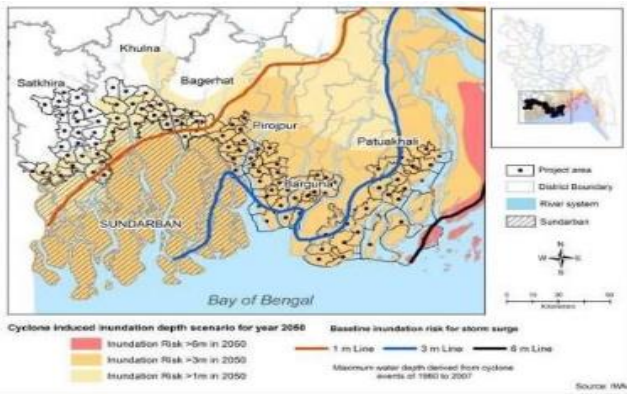 Khulna
Satkhira
Bagerhat
Pirojpur
Patuakhali
Barguna
SUNDARBAN
Bay of Bengal
Project area
District Boundary
River system
Sundarban
N
W
E
S
Kilometers
Cyclone induced inundation depth scenario for year 2050
Inundation Risk >6m in 2050
Inundation Risk >3m in 2050
Inundation Risk >1m in 2050
Baseline inundation risk for storm surge
1 m Line
3 m Line
6 m Line
Maximum water depth derived from cyclone
events of 1960 to 2007
Source: IWM